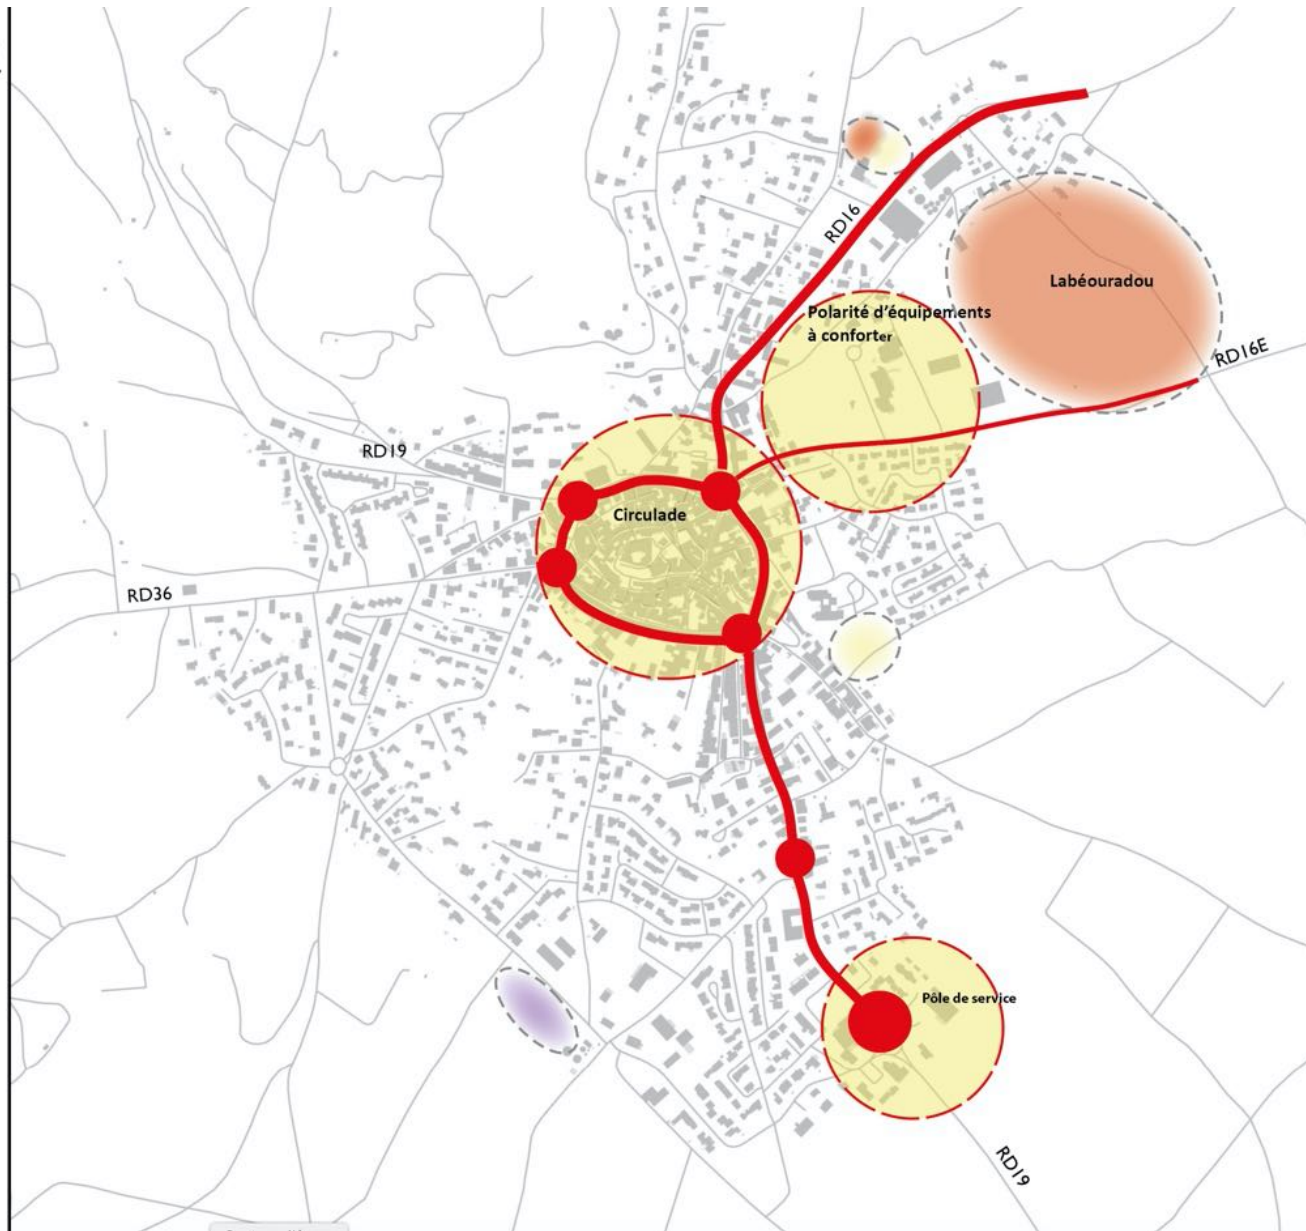 RD16
Labéouradou
Polarité d'équipements
à conforter
RD16E
RD19
Circulade
RD36
Pôle de service
RD19